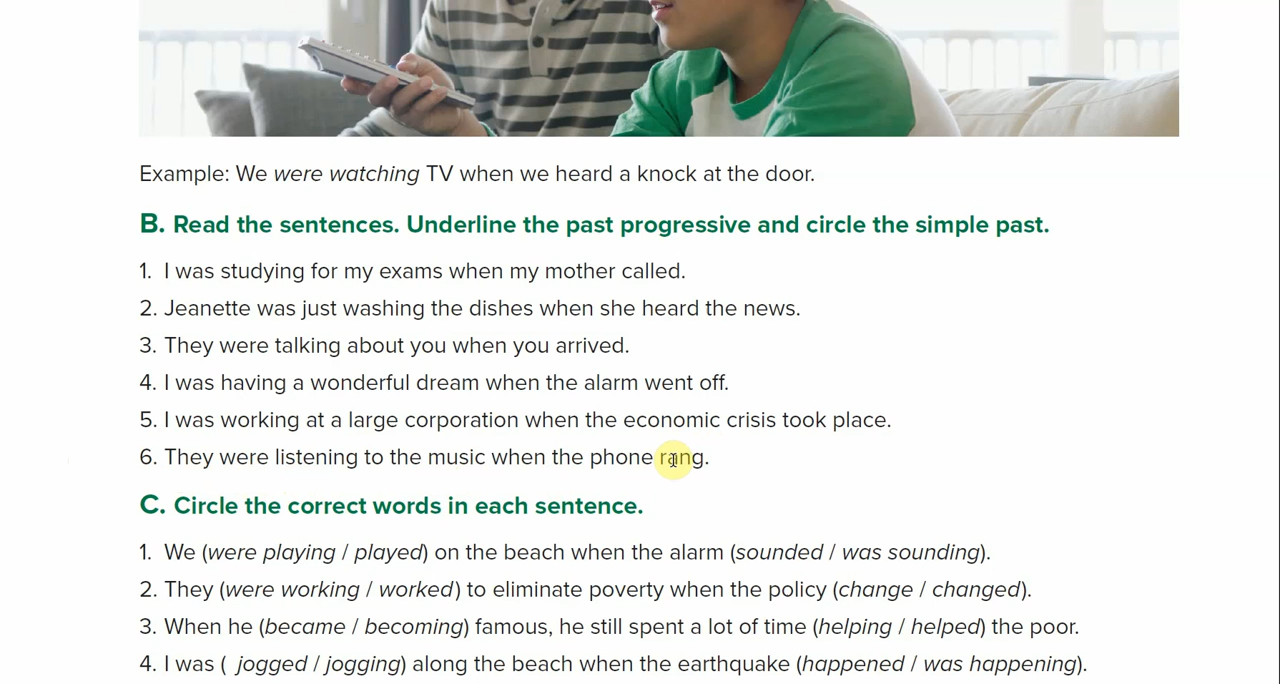 Example: We were watching TV when we heard a knock at the door.
B. Read the sentences. Underline the past progressive and circle the simple past.
1. I was studying for my exams when my mother called.
2. Jeanette was just washing the dishes when she heard the news.
3. They were talking about you when you arrived.
4. I was having a wonderful dream when the alarm went off.
5. I was working at a large corporation when the economic crisis took place.
6. They were listening to the music when the phone rang.
C. Circle the correct words in each sentence.
1. We (were playing / played) on the beach when the alarm (sounded / was sounding).
2. They (were working / worked) to eliminate poverty when the policy (change / changed).
3. When he (became / becoming) famous, he still spent a lot of time (helping / helped) the poor.
4. I was ( jogged / jogging) along the beach when the earthquake (happened / was happening).